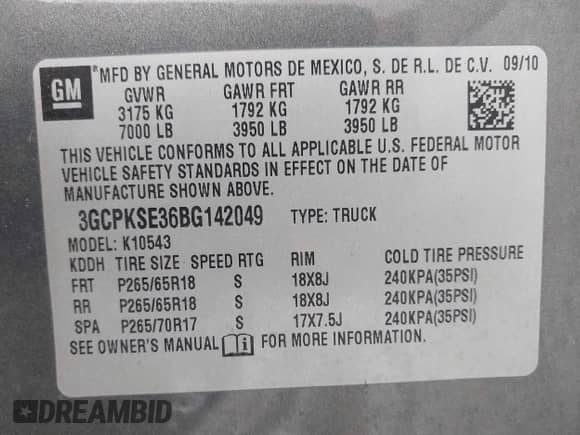 GM
®MFD BY GENERAL MOTORS DE MEXICO, S. DE R.L. DE C.V. 09/10
GVWR GAWR FRT GAWR RR
3175 KG 1792 KG 1792 KG
7000 LB 3950 LB 3950 LB
THIS VEHICLE CONFORMS TO ALL APPLICABLE U.S. FEDERAL MOTOR
VEHICLE SAFETY STANDARDS IN EFFECT ON THE DATE OF
MANUFACTURE SHOWN ABOVE.
3GCPKSE36BG142049 TYPE: TRUCK
MODEL: K10543
KDDH TIRE SIZE SPEED RTG RIM COLD TIRE PRESSURE
FRT P265/65R18 S 18X8J 240KPA(35PSI)
RR P265/65R18 S 18X8J 240KPA(35PSI)
SPA P265/70R17 S 17X7.5J 240KPA(35PSI)
SEE OWNER'S MANUAL FOR MORE INFORMATION.
DREAMBID